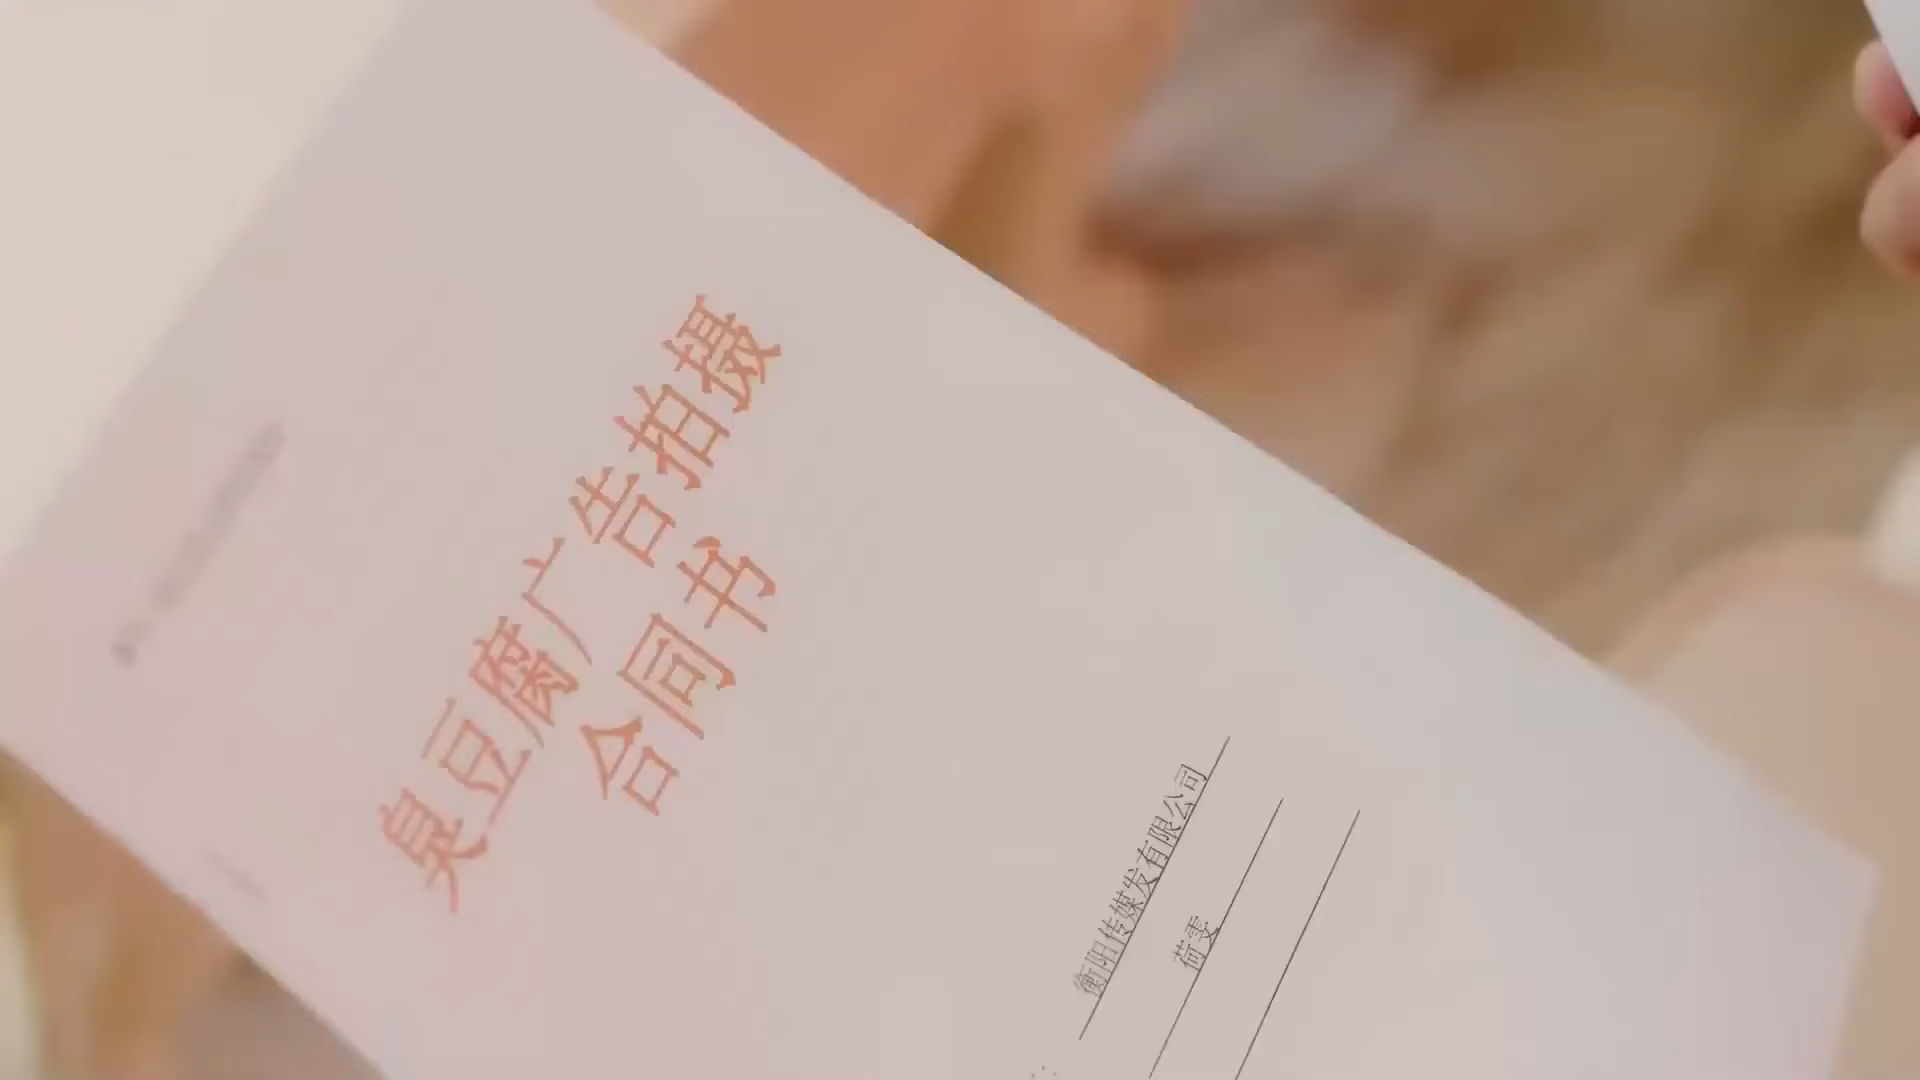 臭豆腐广告拍摄
合同书
衡阳传媒发有限公司
荷雯